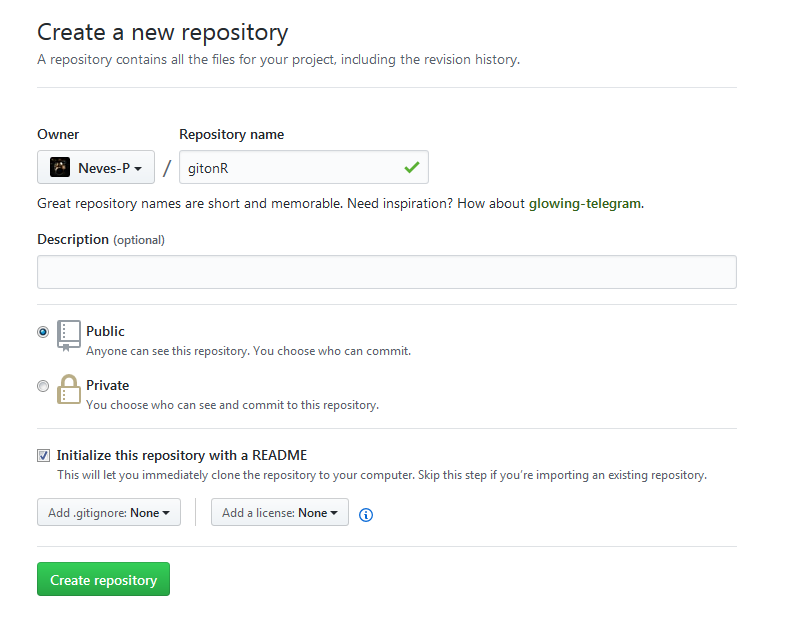 Create a new repository
A repository contains all the files for your project, including the revision history.
Owner
Repository name
Neves-P / gitonR
Great repository names are short and memorable. Need inspiration? How about glowing-telegram.
Description (optional)
Public
Anyone can see this repository. You choose who can commit.
Private
You choose who can see and commit to this repository.
Initialize this repository with a README
This will let you immediately clone the repository to your computer. Skip this step if you're importing an existing repository.
Add .gitignore: None
Add a license: None
Create repository